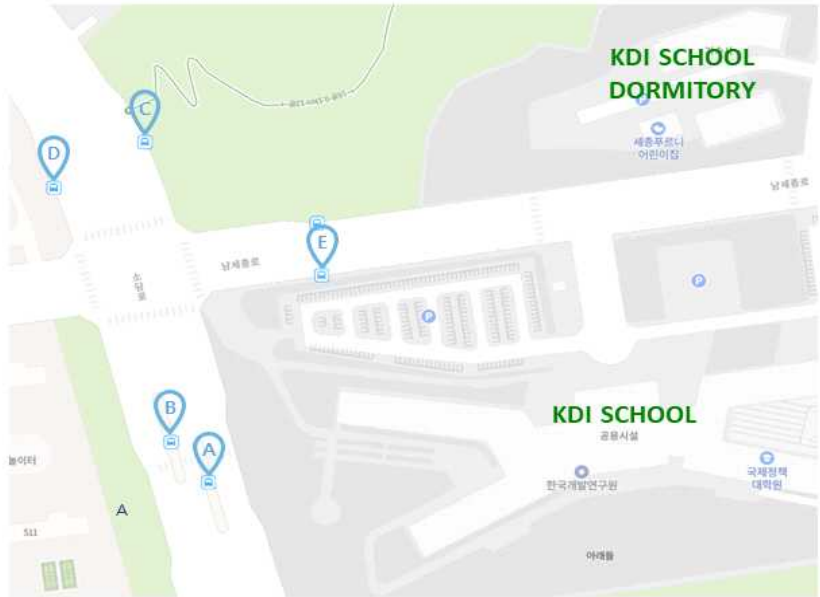 KDI SCHOOL
DORMITORY
P
세종푸르니
어린이집
C
D
남세종로
E
남세종로
소담로
P
P
B
A
KDI SCHOOL
공용시설
놀이터
한국개발연구원
국제정책
대학원
A
511
아래뜰